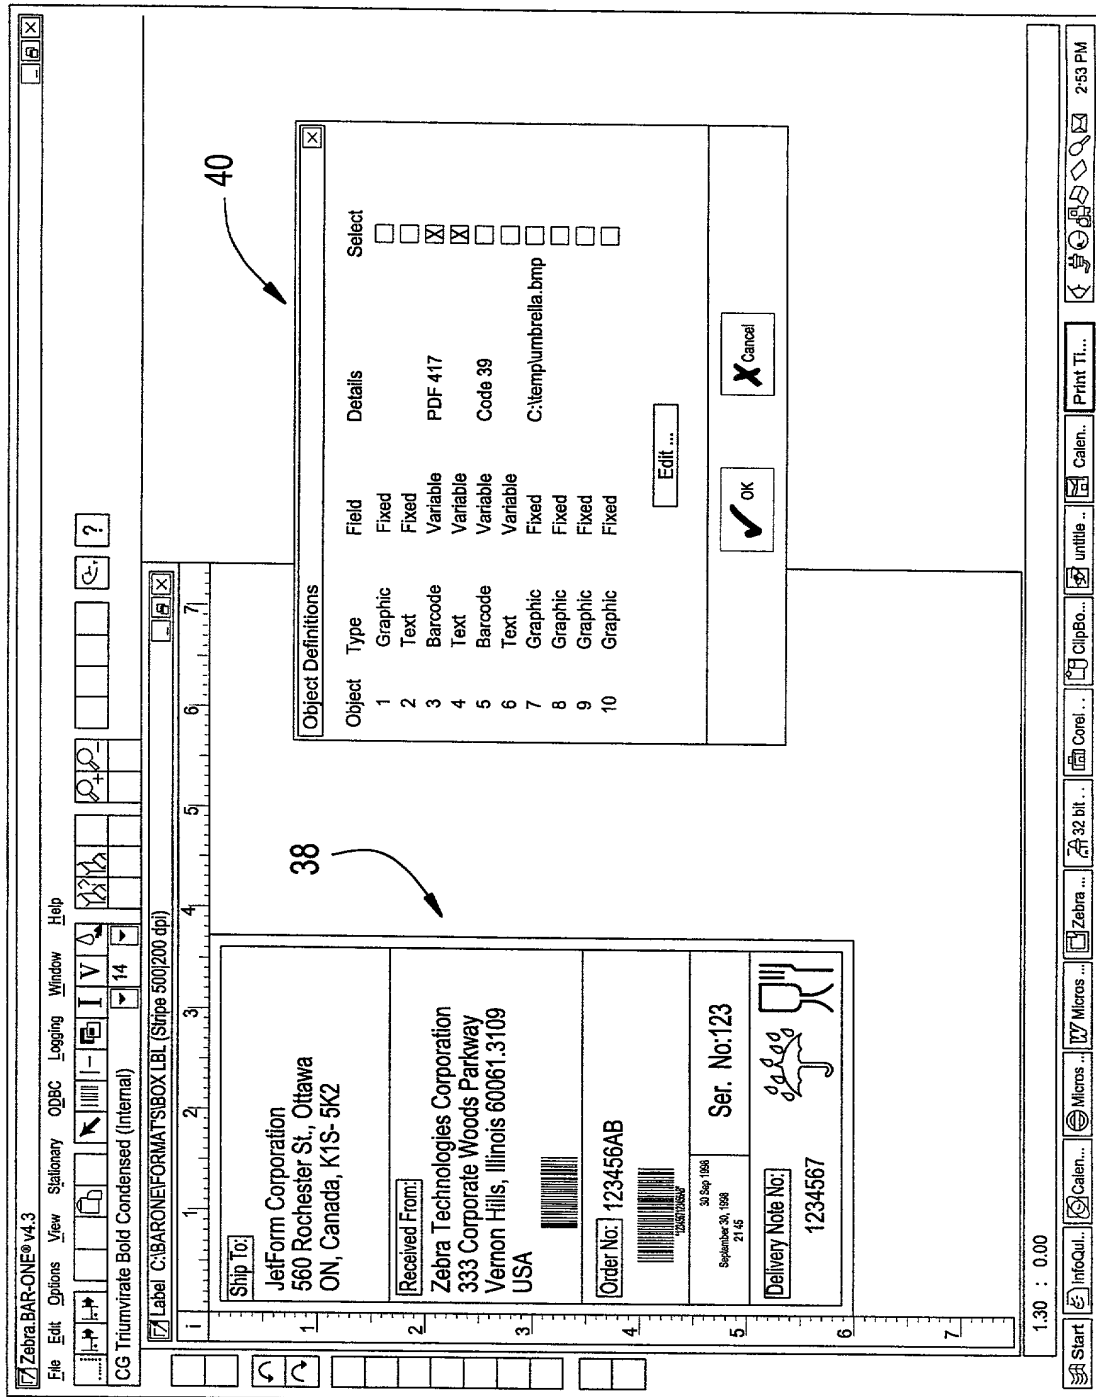 Zebra.BAR-ONE® v4.3
File Edit Options View Stationary ODBC Logging Window Help
I V ?
CG Triumvirate Bold Condensed (Internal) 14
Label C:\BARONE\FORMATS\BOX LBL (Stripe 500|200 dpi)
i 1 2 3 4 5 6 7
1
2
3
4
5
6
7
38
Ship To:
JetForm Corporation
560 Rochester St., Ottawa
ON, Canada, K1S- 5K2
Received From:
Zebra Technologies Corporation
333 Corporate Woods Parkway
Vernon Hills, Illinois 60061.3109
USA
Order No: 123456AB
30 Sep 1998
September 30, 1998
21 45
Ser. No:123
Delivery Note No:
1234567
40
Object Definitions
Object Type Field Details Select
1 Graphic Fixed
2 Text Fixed
3 Barcode Variable PDF 417 X
4 Text Variable X
5 Barcode Variable Code 39
6 Text Variable
7 Graphic Fixed C:\temp\umbrella.bmp
8 Graphic Fixed
9 Graphic Fixed
10 Graphic Fixed
Edit ...
OK
Cancel
1.30 : 0.00
Start InfoQui.. Calen... Micros ... W Micros ... Zebra ... 32 bit .. Corel .. ClipBo... untitle .. Calen.. Print Ti... 2:53 PM